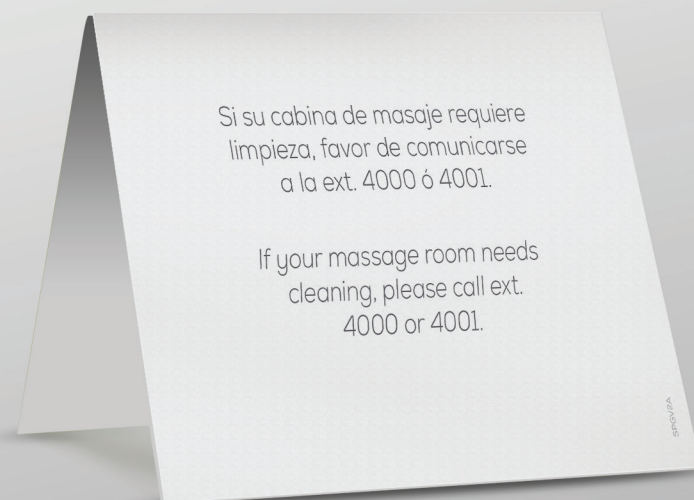 Si su cabina de masaje requiere
limpieza, favor de comunicarse
a la ext. 4000 ó 4001.
If your massage room needs
cleaning, please call ext.
4000 or 4001.
SPGV2A